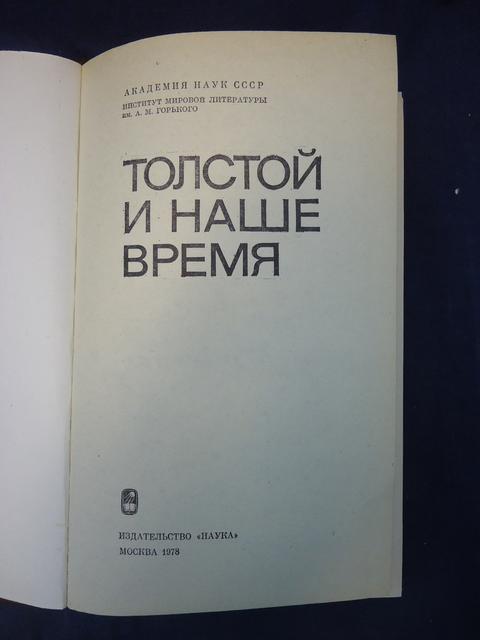 АКАДЕМИЯ НАУК СССР
ИНСТИТУТ МИРОВОЙ ЛИТЕРАТУРЫ
им. А. М. ГОРЬКОГО
ТОЛСТОЙ
И НАШЕ
ВРЕМЯ
ИЗДАТЕЛЬСТВО «НАУКА»
МОСКВА 1978